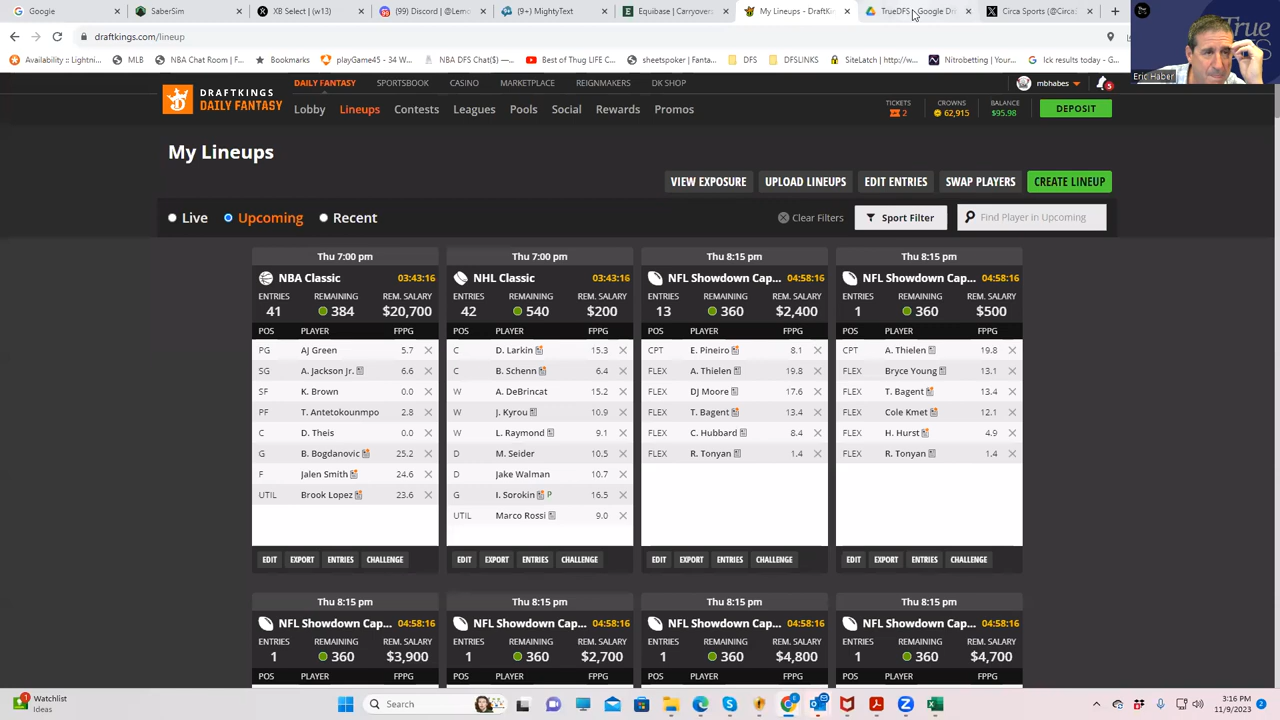 Google
SaberSim
XB Select (w13)
(99) Discord | @Lemo
(9+) MightyText
Equibase | Carryovers
My Lineups - DraftKi
TrueDFS - Google Dri
Circa Sports (@Circa
draftkings.com/lineup
Availability :: Lightni...
MLB
NBA Chat Room | F...
Bookmarks
playGame45 - 34 W...
NBA DFS Chat($) —...
Best of Thug LIFE C...
sheetspoker | Fanta...
DFS
DFSLINKS
SiteLatch | http://w...
Nitrobetting | Your...
Ick results today - G...
True
Eric Haber
DAILY FANTASY SPORTSBOOK CASINO MARKETPLACE REIGNMAKERS DK SHOP
mbhabes 5
DRAFTKINGS
DAILY FANTASY
Lobby Lineups Contests Leagues Pools Social Rewards Promos
TICKETS CROWNS BALANCE
2 62,915 $95.98
DEPOSIT
My Lineups
VIEW EXPOSURE UPLOAD LINEUPS EDIT ENTRIES SWAP PLAYERS CREATE LINEUP
Live Upcoming Recent Clear Filters Sport Filter Find Player in Upcoming
Thu 7:00 pm
NBA Classic 03:43:16
ENTRIES REMAINING REM. SALARY
41 384 $20,700
POS PLAYER FPPG
PG AJ Green 5.7
SG A. Jackson Jr. 6.6
SF K. Brown 0.0
PF T. Antetokounmpo 2.8
C D. Theis 0.0
G B. Bogdanovic 25.2
F Jalen Smith 24.6
UTIL Brook Lopez 23.6
EDIT EXPORT ENTRIES CHALLENGE
Thu 7:00 pm
NHL Classic 03:43:16
ENTRIES REMAINING REM. SALARY
42 540 $200
POS PLAYER FPPG
C D. Larkin 15.3
C B. Schenn 6.4
W A. DeBrincat 15.2
W J. Kyrou 10.9
W L. Raymond 9.1
D M. Seider 10.5
D Jake Walman 10.7
G I. Sorokin P 16.5
UTIL Marco Rossi 9.0
EDIT EXPORT ENTRIES CHALLENGE
Thu 8:15 pm
NFL Showdown Cap... 04:58:16
ENTRIES REMAINING REM. SALARY
13 360 $2,400
POS PLAYER FPPG
CPT E. Pineiro 8.1
FLEX A. Thielen 19.8
FLEX DJ Moore 17.6
FLEX T. Bagent 13.4
FLEX C. Hubbard 8.4
FLEX R. Tonyan 1.4
EDIT EXPORT ENTRIES CHALLENGE
Thu 8:15 pm
NFL Showdown Cap... 04:58:16
ENTRIES REMAINING REM. SALARY
1 360 $500
POS PLAYER FPPG
CPT A. Thielen 19.8
FLEX Bryce Young 13.1
FLEX T. Bagent 13.4
FLEX Cole Kmet 12.1
FLEX H. Hurst 4.9
FLEX R. Tonyan 1.4
EDIT EXPORT ENTRIES CHALLENGE
Thu 8:15 pm
NFL Showdown Cap... 04:58:16
ENTRIES REMAINING REM. SALARY
1 360 $3,900
POS PLAYER FPPG
Thu 8:15 pm
NFL Showdown Cap... 04:58:16
ENTRIES REMAINING REM. SALARY
1 360 $2,700
POS PLAYER FPPG
Thu 8:15 pm
NFL Showdown Cap... 04:58:16
ENTRIES REMAINING REM. SALARY
1 360 $4,800
POS PLAYER FPPG
Thu 8:15 pm
NFL Showdown Cap... 04:58:16
ENTRIES REMAINING REM. SALARY
1 360 $4,700
POS PLAYER FPPG
1 Watchlist
Ideas
Search
3:16 PM
11/9/2023 2